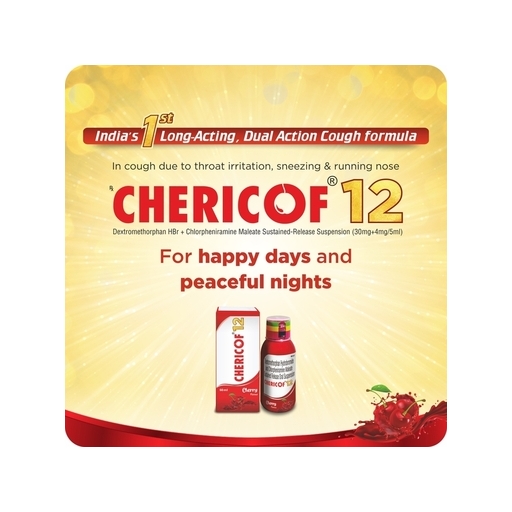 India's 1st Long-Acting, Dual Action Cough formula
In cough due to throat irritation, sneezing & running nose
CHERICOF® 12
Dextromethorphan HBr + Chlorpheniramine Maleate Sustained-Release Suspension (30mg+4mg/5ml)
For happy days and
peaceful nights
CHERICOF 12
Cherry
CHERICOF 12
Cherry